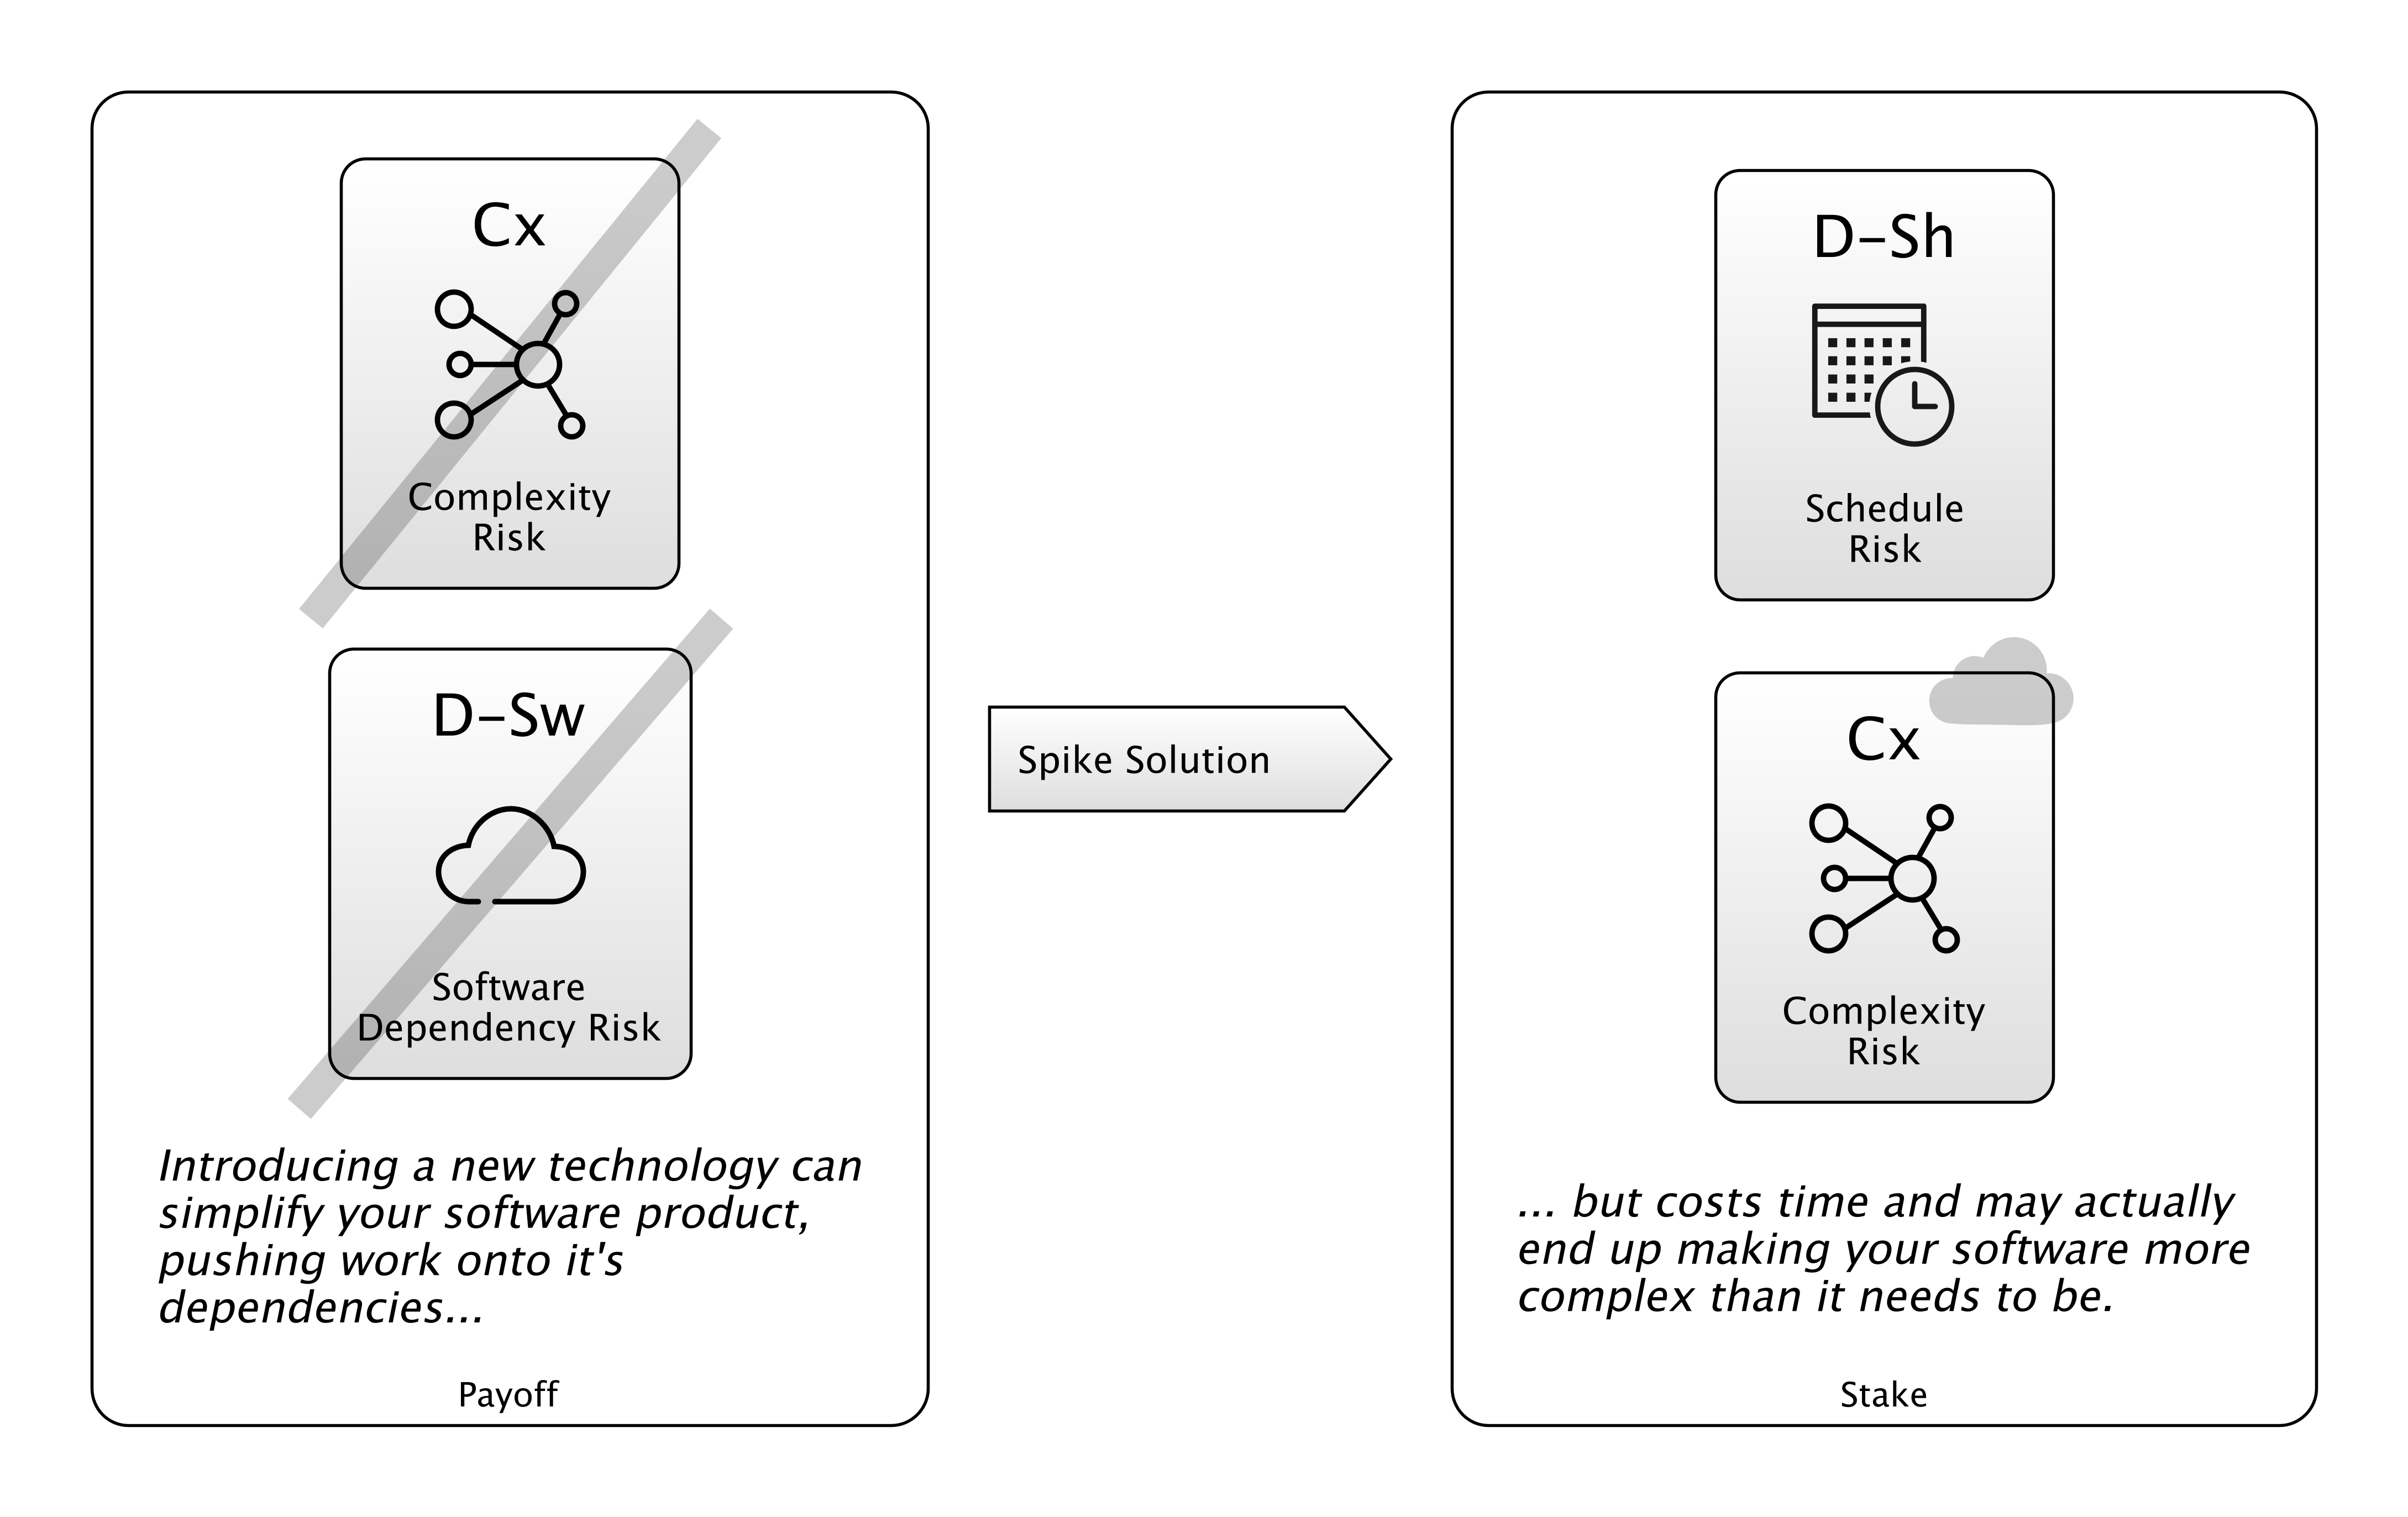 Cx
Complexity
Risk
D-Sw
Software
Dependency Risk
Introducing a new technology can
simplify your software product,
pushing work onto it's
dependencies...
Payoff
Spike Solution
D-Sh
Schedule
Risk
Cx
Complexity
Risk
... but costs time and may actually
end up making your software more
complex than it needs to be.
Stake